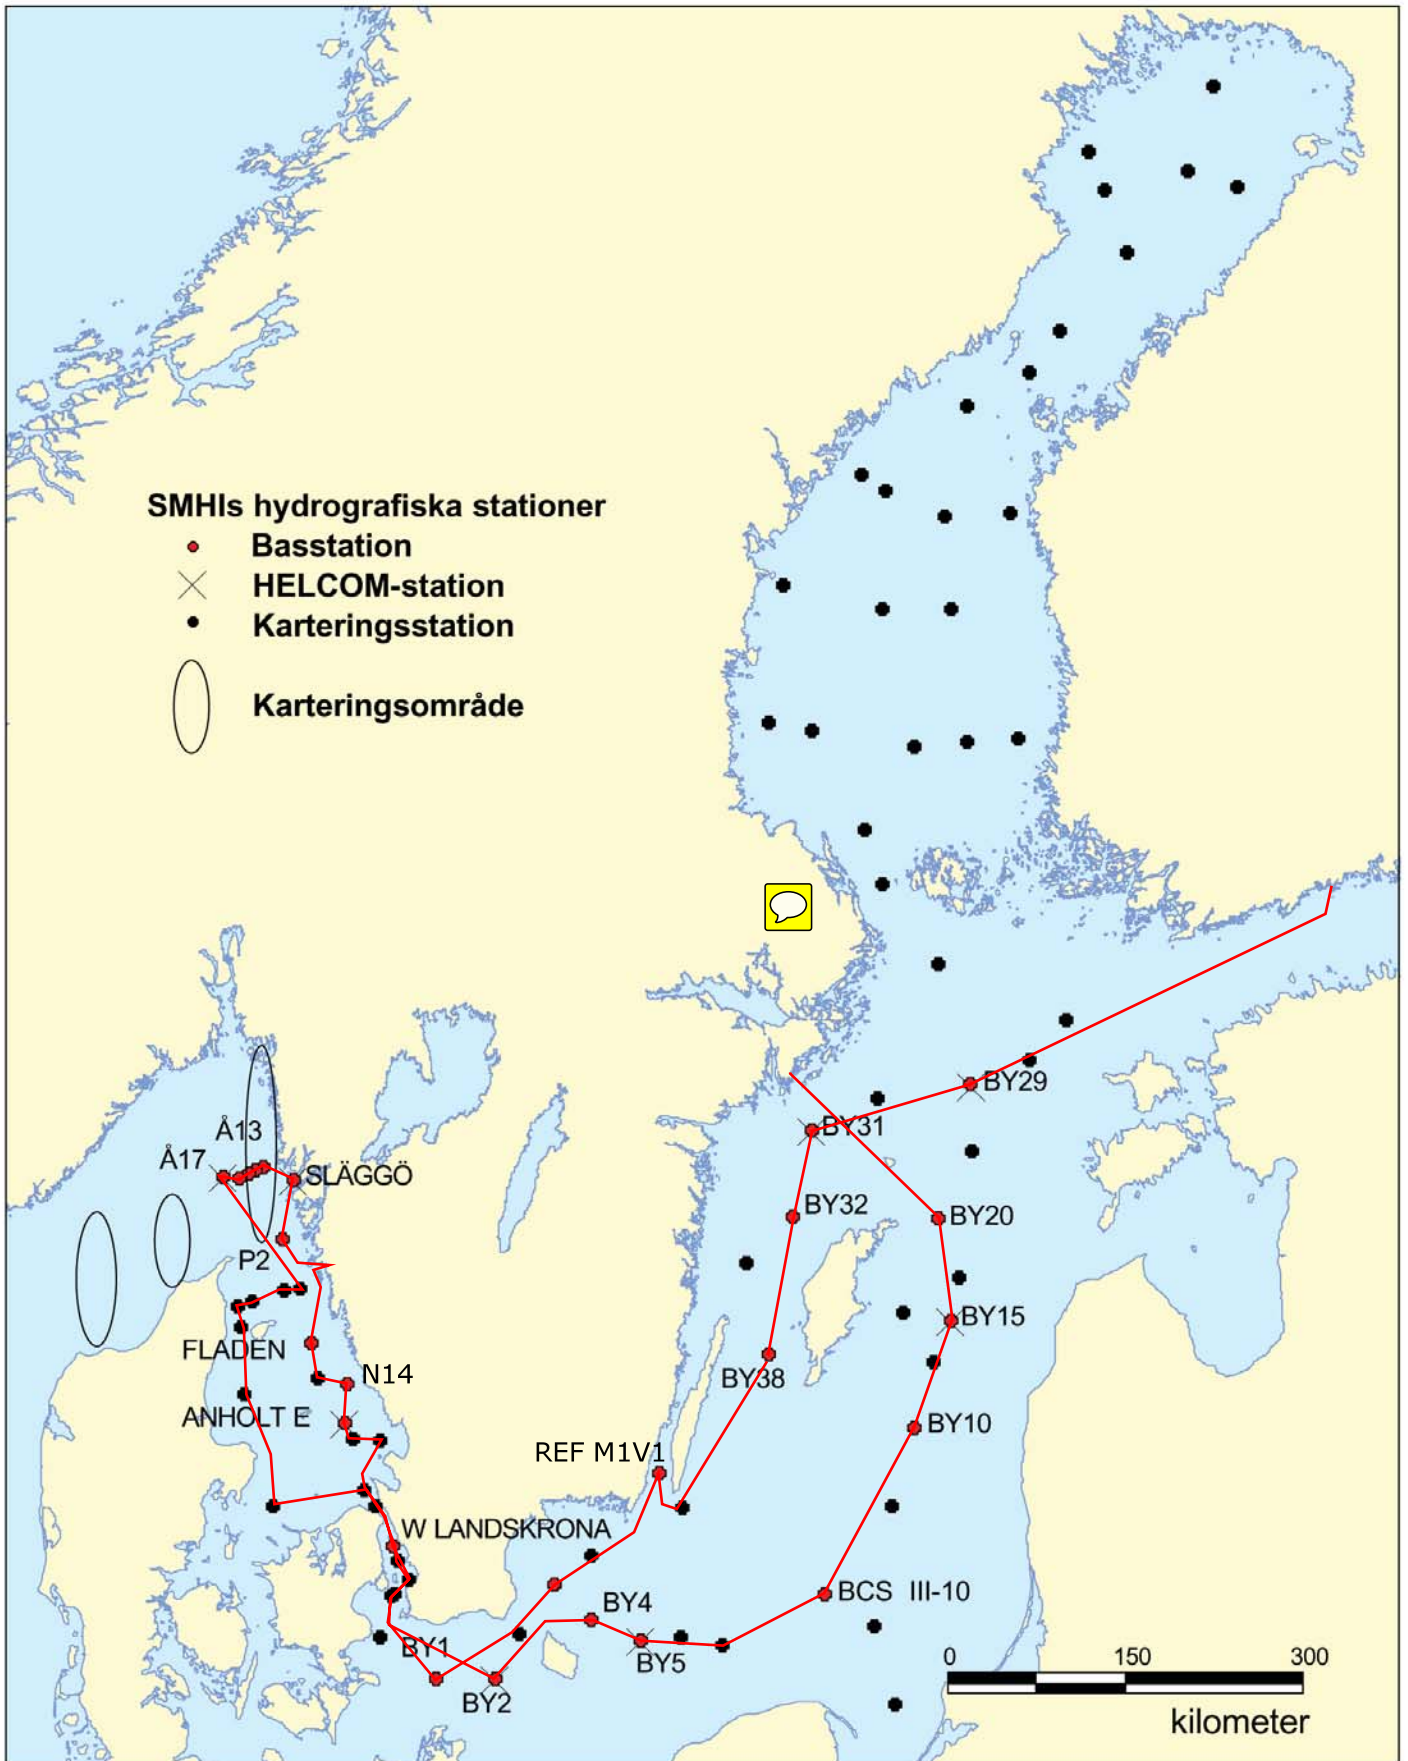 SMHIs hydrografiska stationer
Basstation
HELCOM-station
Karteringsstation
Karteringsområde
BY29
Å13
BY31
Å17
SLÄGGÖ
BY32
BY20
P2
BY15
FLADEN
N14
BY38
ANHOLT E
BY10
REF M1V1
W LANDSKRONA
BCS III-10
BY4
BY1
BY5
BY2
0 150 300
kilometer